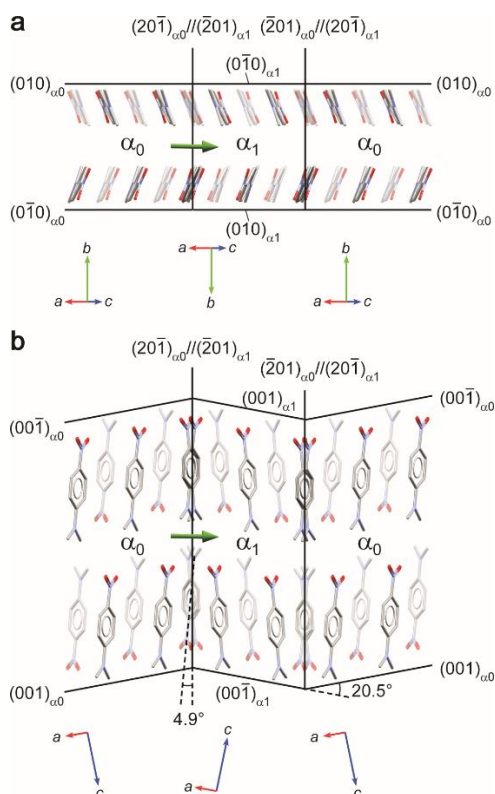 a
(201̄)α0//(2̄01)α1 (2̄01)α0//(201̄)α1
(01̄0)α1
(010)α0 (010)α0
α0 α1 α0
(01̄0)α0 (01̄0)α0
(010)α1
b a c b
a c b a c
b
(201̄)α0//(2̄01)α1
(2̄01)α0//(201̄)α1
(001̄)α0 (001)α1 (001̄)α0
α0 α1 α0
(001)α0 (001̄)α1 (001)α0
4.9° 20.5°
a c a
c a c